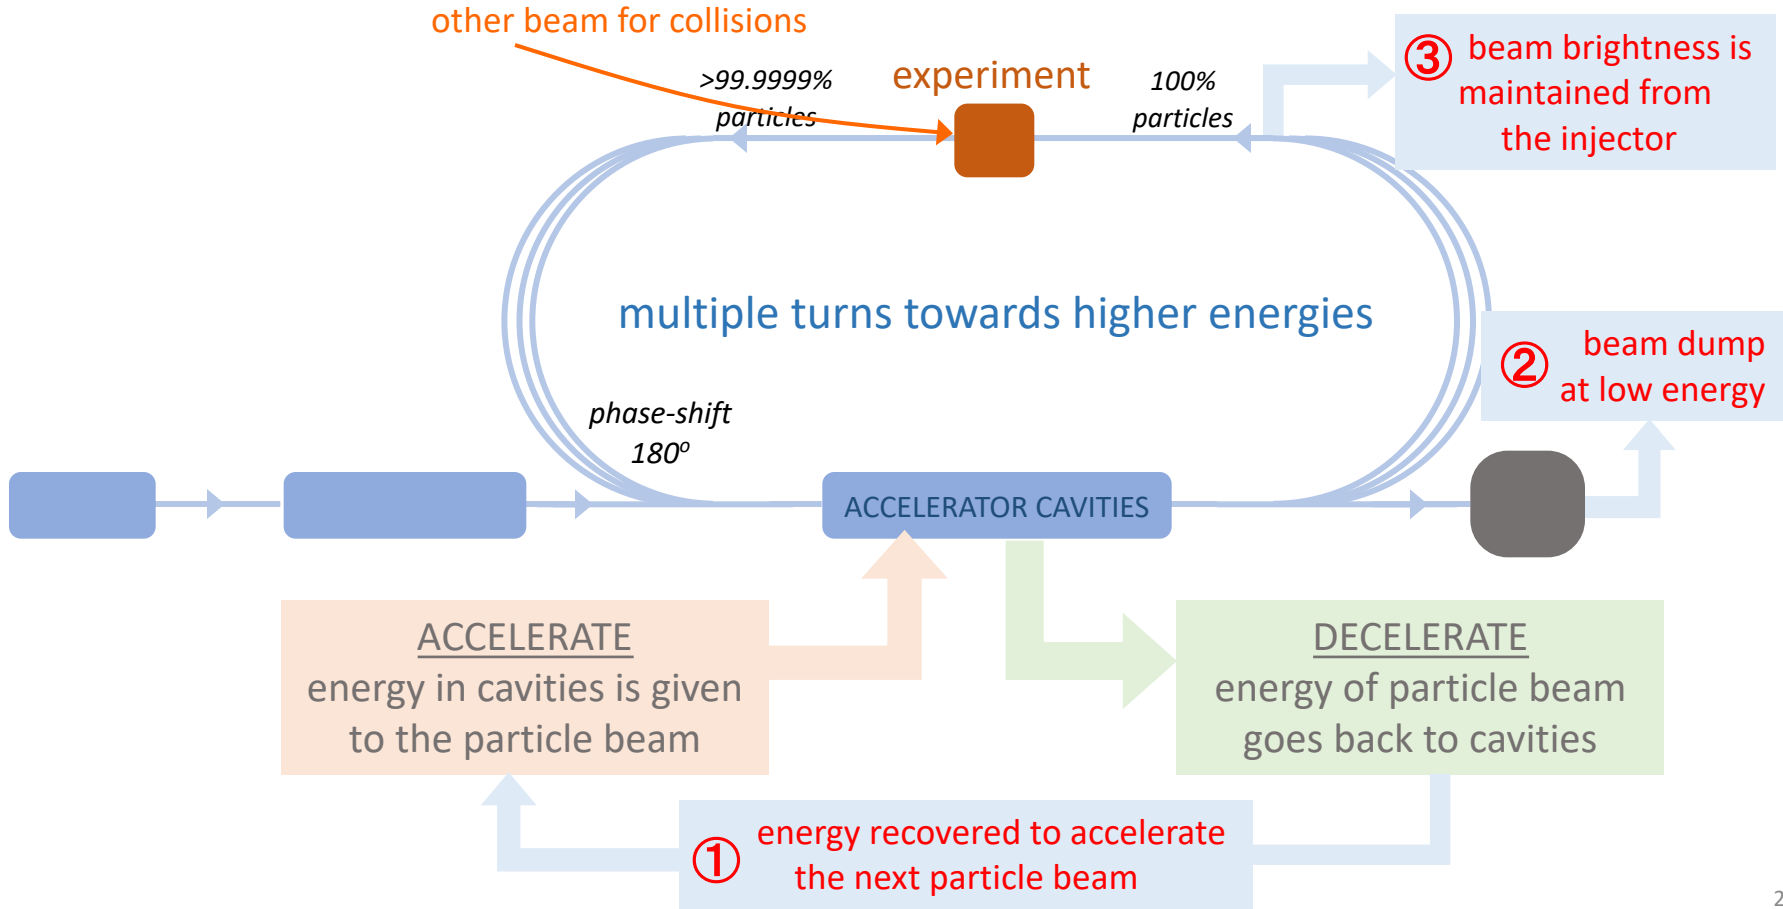 other beam for collisions
>99.9999%
particles
experiment
100%
particles
③ beam brightness is
maintained from
the injector
multiple turns towards higher energies
② beam dump
at low energy
phase-shift
180º
ACCELERATOR CAVITIES
ACCELERATE
energy in cavities is given
to the particle beam
DECELERATE
energy of particle beam
goes back to cavities
① energy recovered to accelerate
the next particle beam
2